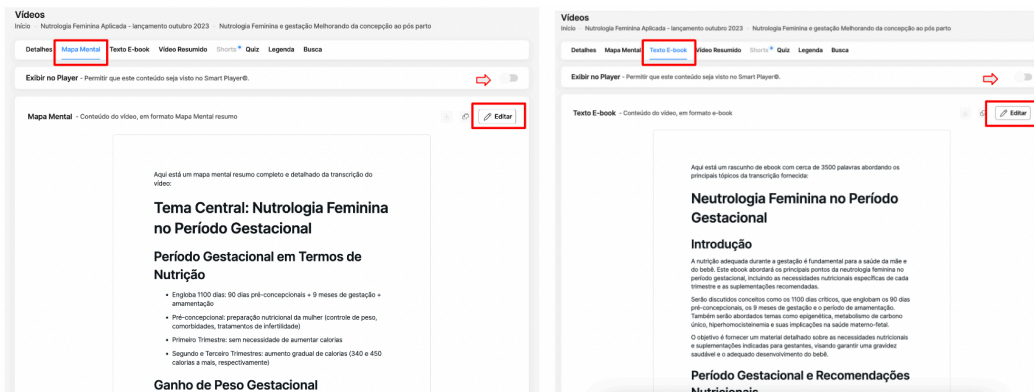 Vídeos
Início Nutrologia Feminina Aplicada - lançamento outubro 2023 Nutrologia Feminina e gestação Melhorando da concepção ao pós parto
Detalhes Mapa Mental Texto E-book Vídeo Resumido Shorts Quiz Legenda Busca
Exibir no Player - Permitir que este conteúdo seja visto no Smart Player®.
Mapa Mental - Conteúdo do vídeo, em formato Mapa Mental resumo
Editar
Aqui está um mapa mental resumo completo e detalhado da transcrição do
vídeo:
Tema Central: Nutrologia Feminina
no Período Gestacional
Período Gestacional em Termos de
Nutrição
• Engloba 1100 dias: 90 dias pré-concepcionais + 9 meses de gestação +
amamentação
• Pré-concepcional: preparação nutricional da mulher (controle de peso,
comorbidades, tratamentos de infertilidade)
• Primeiro Trimestre: sem necessidade de aumentar calorias
• Segundo e Terceiro Trimestres: aumento gradual de calorias (340 e 450
calorias a mais, respectivamente)
Ganho de Peso Gestacional
Vídeos
Início Nutrologia Feminina Aplicada - lançamento outubro 2023 Nutrologia Feminina e gestação Melhorando da concepção ao pós parto
Detalhes Mapa Mental Texto E-book Vídeo Resumido Shorts Quiz Legenda Busca
Exibir no Player - Permitir que este conteúdo seja visto no Smart Player®.
Texto E-book - Conteúdo do vídeo, em formato e-book
Editar
Aqui está um rascunho de ebook com cerca de 3500 palavras abordando os
principais tópicos da transcrição fornecida:
Neutrologia Feminina no Período
Gestacional
Introdução
A nutrição adequada durante a gestação é fundamental para a saúde da mãe e
do bebê. Este ebook abordará os principais pontos da neutrologia feminina no
período gestacional, incluindo as necessidades nutricionais específicas de cada
trimestre e as suplementações recomendadas.
Serão discutidos conceitos como os 1100 dias críticos, que englobam os 90 dias
pré-concepcionais, os 9 meses de gestação e o período de amamentação.
Também serão abordados temas como epigenética, metabolismo de carbono
único, hiperhomocisteinemia e suas implicações na saúde materno-fetal.
O objetivo é fornecer um material detalhado sobre as necessidades nutricionais
e suplementações indicadas para gestantes, visando garantir uma gravidez
saudável e o adequado desenvolvimento do bebê.
Período Gestacional e Recomendações
Nutricionais